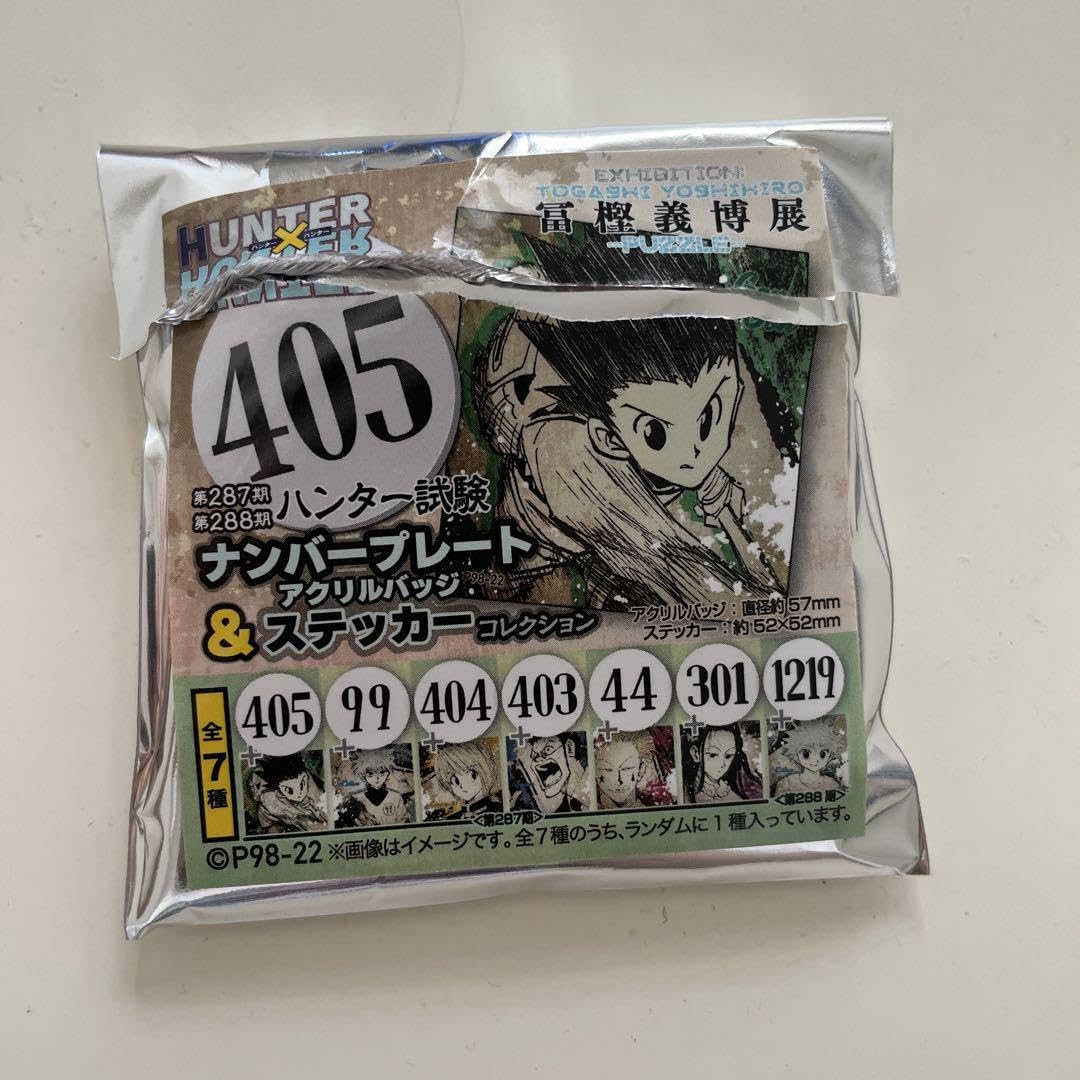 EXHIBITION:
TOGASHI YOSHIHIRO
冨樫義博展
-PUZZLE-
HUNTER
ハンター×ハンター
HUNTER
405
第287期
第288期
ハンター試験
ナンバープレート
アクリルバッジ
&ステッカーコレクション
P98-22
アクリルバッジ:直径約57mm
ステッカー:約52×52mm
全7種
405 99 404 403 44 301 1219
+ + + + + + +
<第287期> <第288期>
©P98-22 ※画像はイメージです。全7種のうち、ランダムに1種入っています。